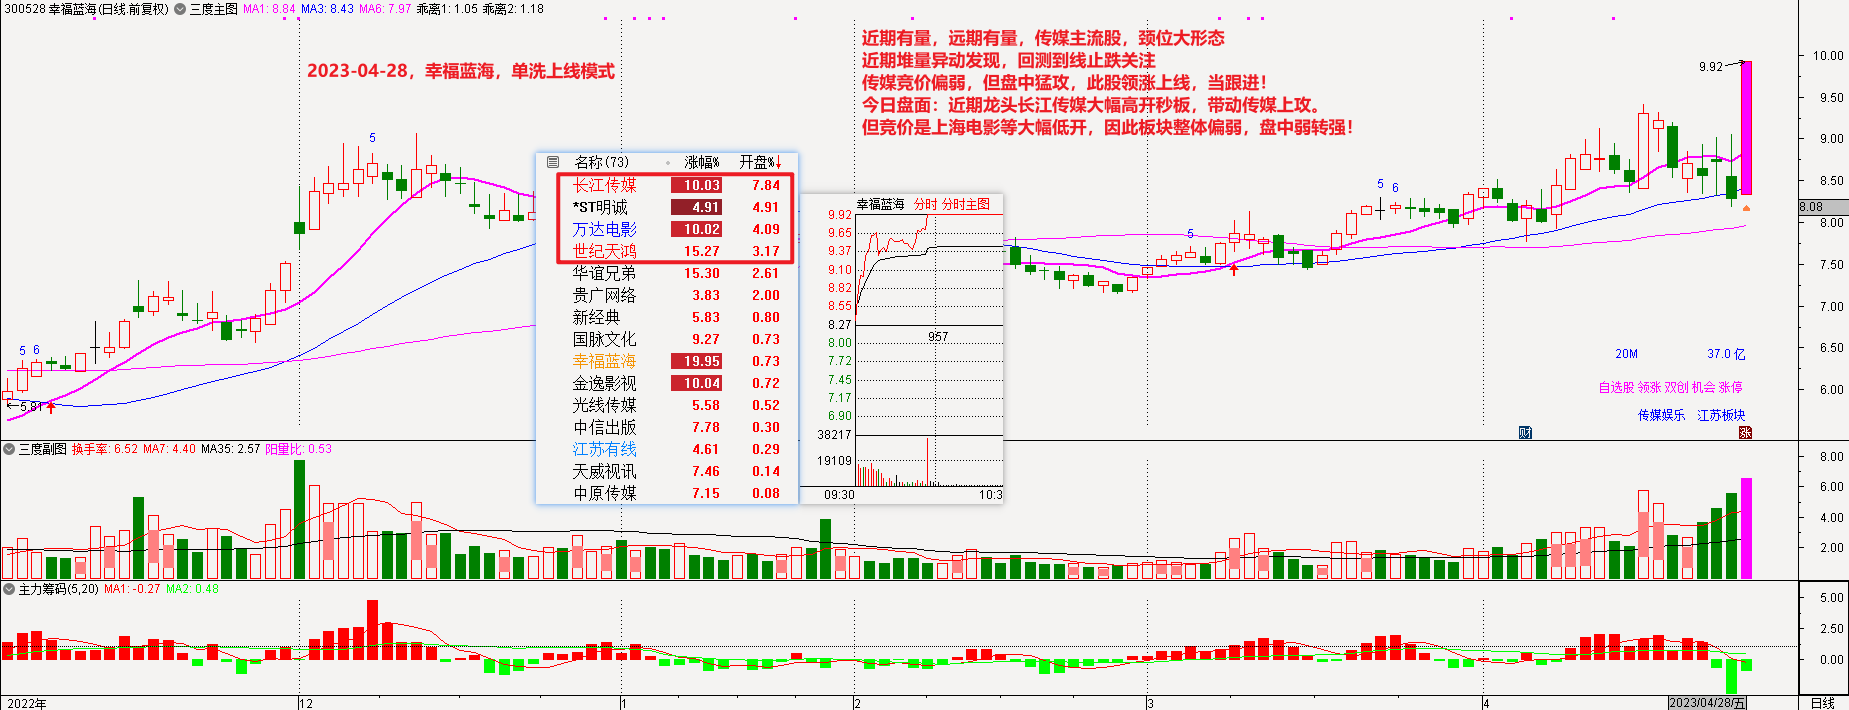 300528 幸福蓝海(日线.前复权) 三度主图 MA1: 8.84 MA3: 8.43 MA6: 7.97 乖离1: 1.05 乖离2: 1.18
2023-04-28，幸福蓝海，单洗上线模式
近期有量，远期有量，传媒主流股，颈位大形态
近期堆量异动发现，回测到线止跌关注
传媒竞价偏弱，但盘中猛攻，此股领涨上线，当跟进！
今日盘面：近期龙头长江传媒大幅高开秒板，带动传媒上攻。
但竞价是上海电影等大幅低开，因此板块整体偏弱，盘中弱转强！
9.92
10.00
9.50
9.00
8.50
8.08
8.00
7.50
7.00
6.50
6.00
5
5 6
5
5 6
5.81
名称(73) 涨幅% 开盘%↓
长江传媒 10.03 7.84
*ST明诚 4.91 4.91
万达电影 10.02 4.09
世纪天鸿 15.27 3.17
华谊兄弟 15.30 2.61
贵广网络 3.83 2.00
新经典 5.83 0.80
国脉文化 9.27 0.73
幸福蓝海 19.95 0.73
金逸影视 10.04 0.72
光线传媒 5.58 0.52
中信出版 7.78 0.30
江苏有线 4.61 0.29
天威视讯 7.46 0.14
中原传媒 7.15 0.08
幸福蓝海 分时 分时主图
9.92
9.65
9.37
9.10
8.82
8.55
8.27
8.00
7.72
7.45
7.17
6.90
957
38217
19109
09:30 10:3
20M 37.0 亿
自选股 领涨 双创 机会 涨停
传媒娱乐 江苏板块
财 涨
三度副图 换手率: 6.52 MA7: 4.40 MA35: 2.57 阳量比: 0.53
8.00
6.00
4.00
2.00
主力筹码(5,20) MA1: -0.27 MA2: 0.48
5.00
2.50
0.00
2022年 12 1 2 3 4 2023/04/28/五 日线